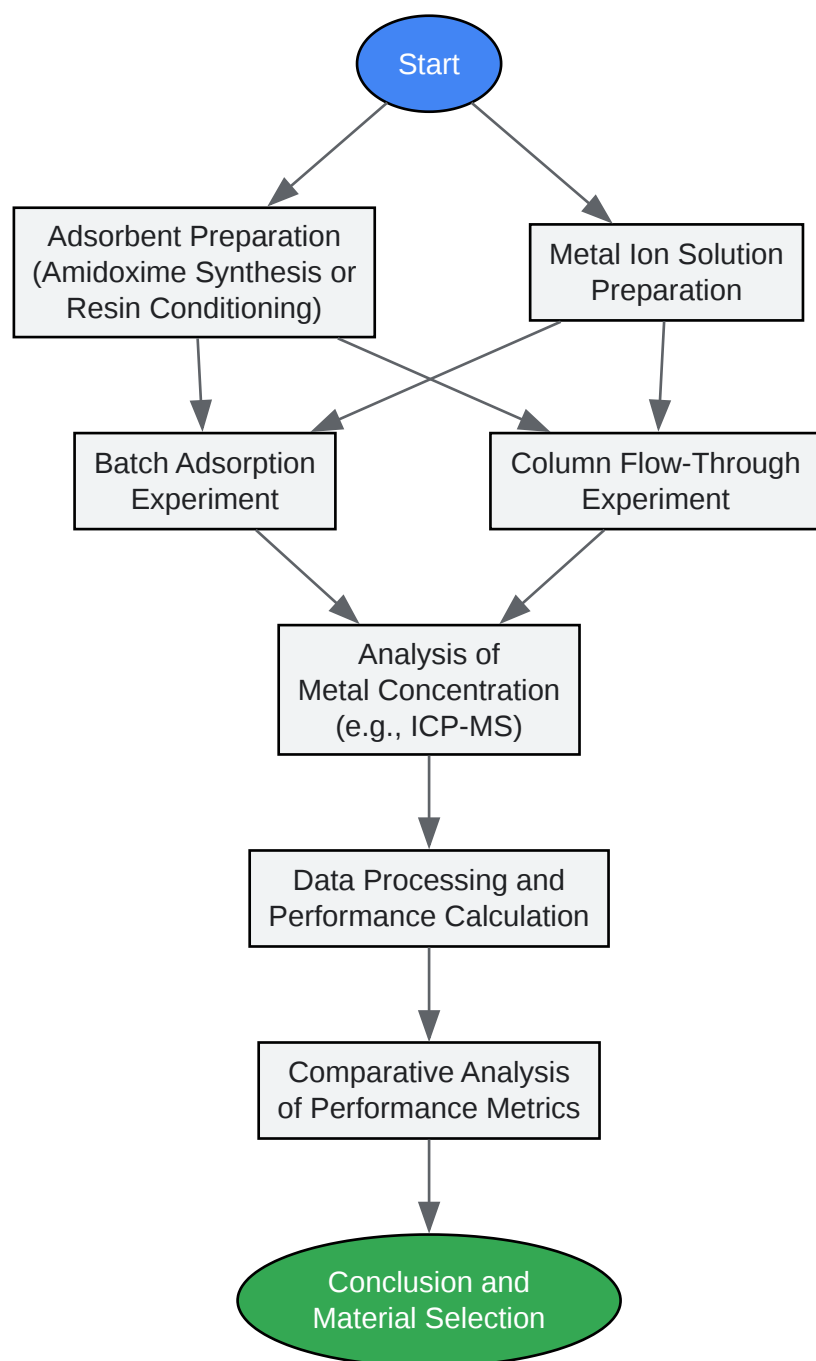 Start
Adsorbent Preparation
(Amidoxime Synthesis or
Resin Conditioning)
Metal Ion Solution
Preparation
Batch Adsorption
Experiment
Column Flow-Through
Experiment
Analysis of
Metal Concentration
(e.g., ICP-MS)
Data Processing and
Performance Calculation
Comparative Analysis
of Performance Metrics
Conclusion and
Material Selection